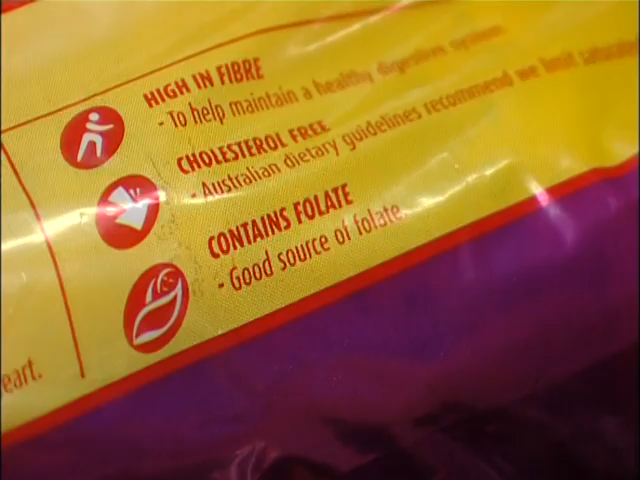 HIGH IN FIBRE
- To help maintain a healthy digestive system.
CHOLESTEROL FREE
- Australian dietary guidelines recommend we limit saturated
CONTAINS FOLATE
- Good source of folate.
eart.